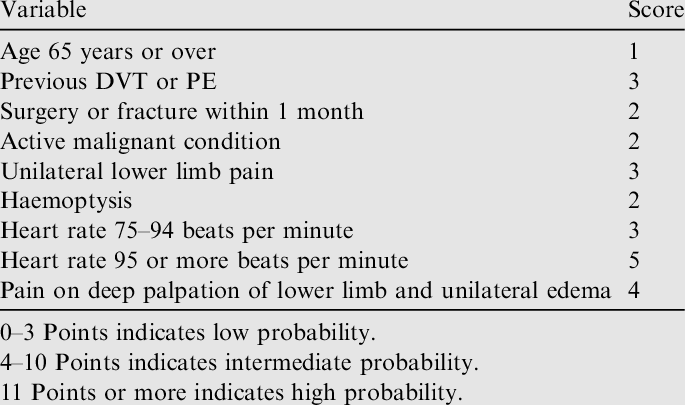 Variable Score
Age 65 years or over 1
Previous DVT or PE 3
Surgery or fracture within 1 month 2
Active malignant condition 2
Unilateral lower limb pain 3
Haemoptysis 2
Heart rate 75–94 beats per minute 3
Heart rate 95 or more beats per minute 5
Pain on deep palpation of lower limb and unilateral edema 4
0–3 Points indicates low probability.
4–10 Points indicates intermediate probability.
11 Points or more indicates high probability.